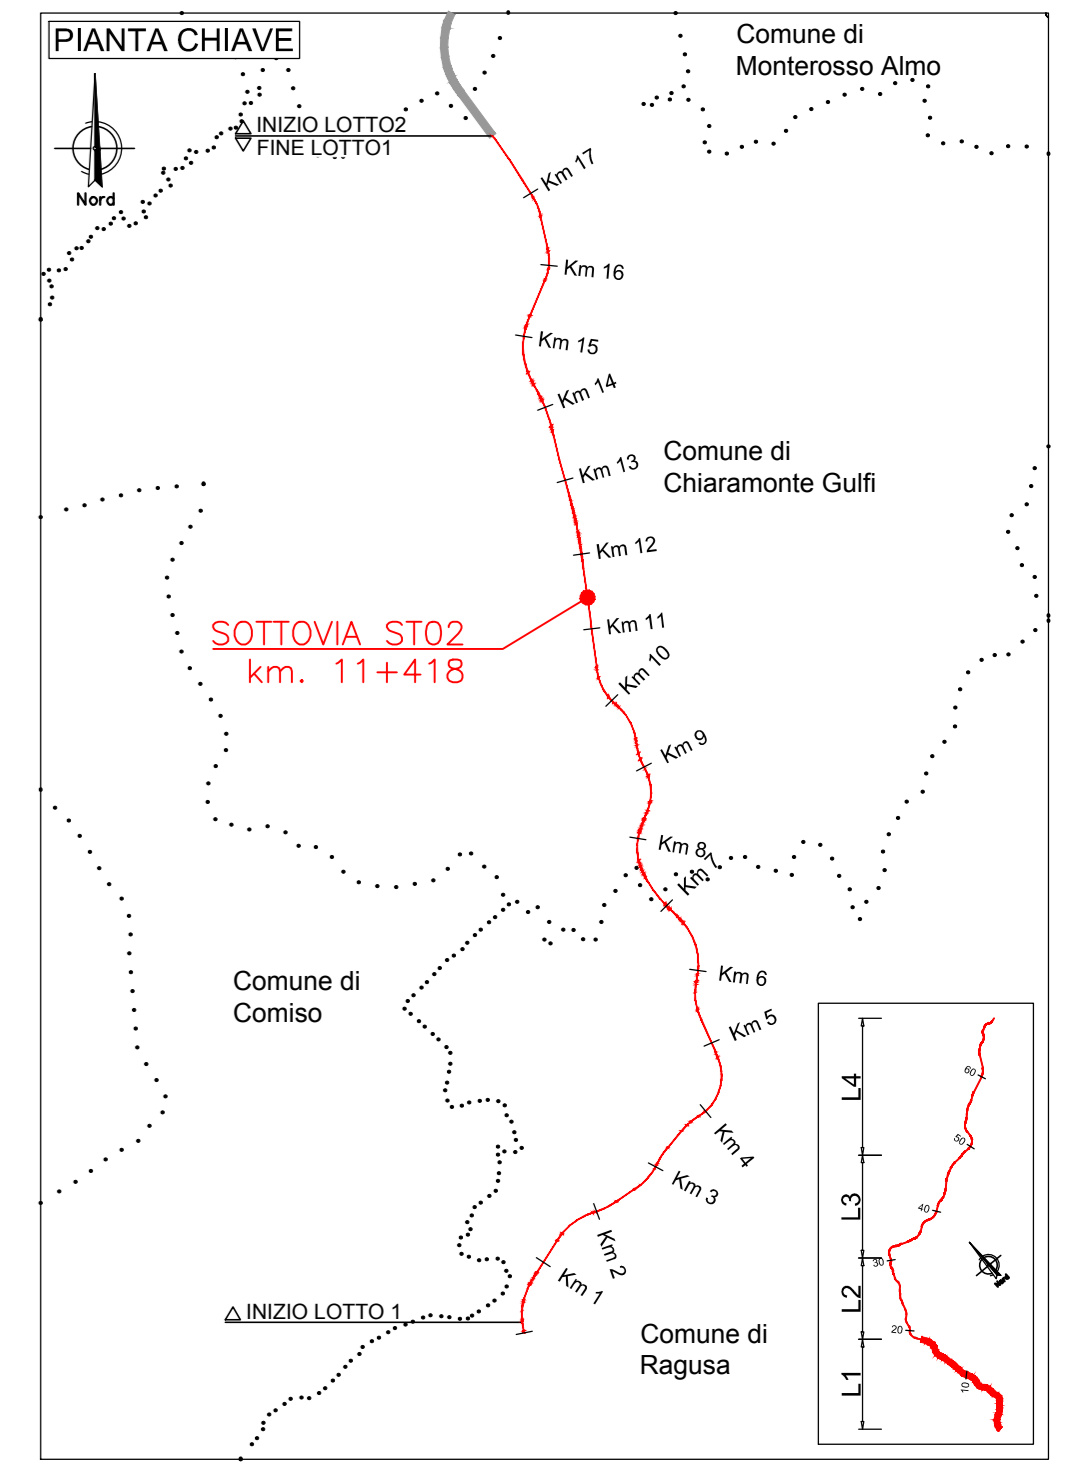 PIANTA CHIAVE
Comune di
Monterosso Almo
INIZIO LOTTO2
FINE LOTTO1
Nord
Km 17
Km 16
Km 15
Km 14
Comune di
Chiaramonte Gulfi
Km 13
Km 12
SOTTOVIA ST02
km. 11+418
Km 11
Km 10
Km 9
Km 8
Km 7
Comune di
Comiso
Km 6
Km 5
Km 4
Km 3
Km 2
Km 1
INIZIO LOTTO 1
Comune di
Ragusa
L4
L3
L2
L1
60
50
40
30
20
10